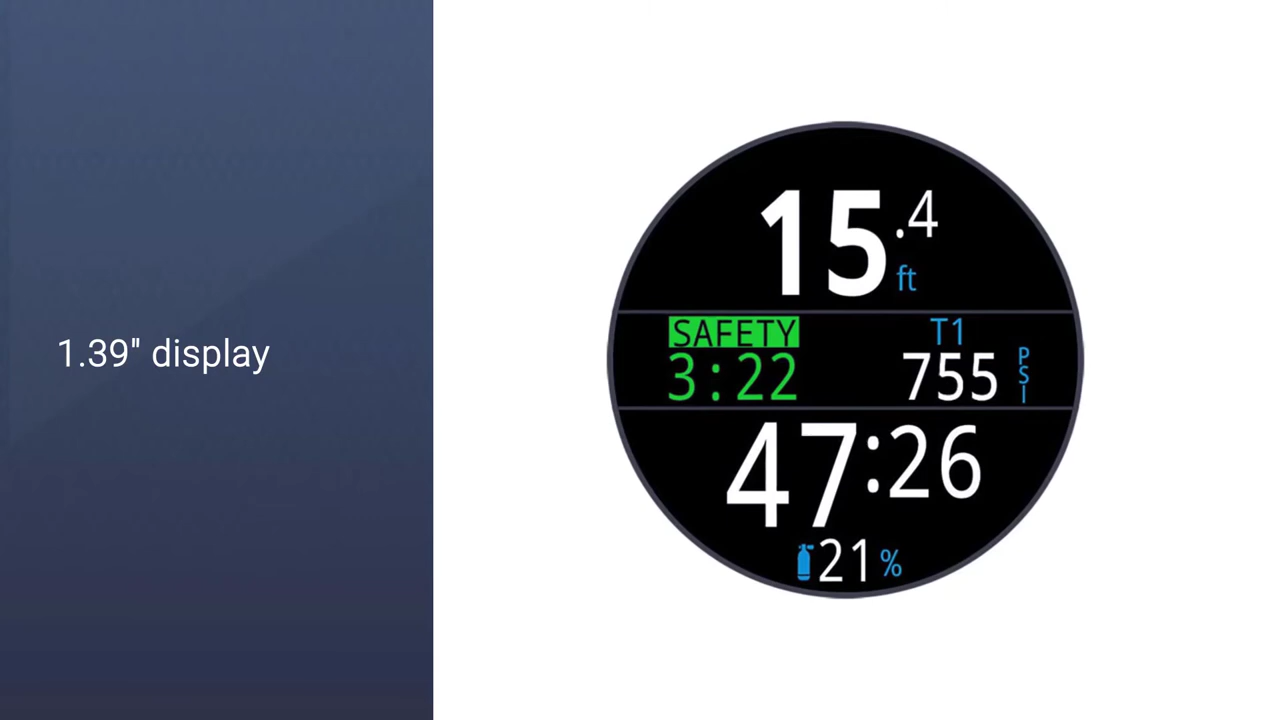 1.39" display
15.4
ft
SAFETY
3:22
T1
755
PSI
47:26
21%